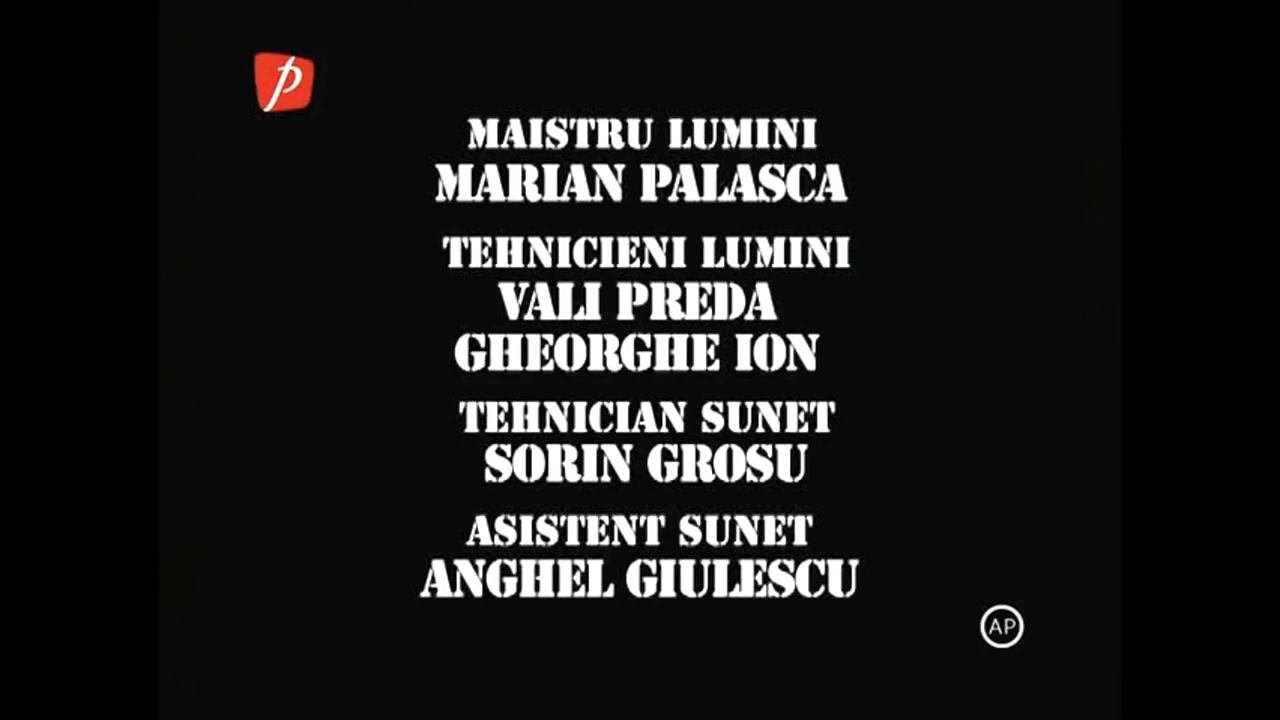 p
MAISTRU LUMINI
MARIAN PALASCA
TEHNICIENI LUMINI
VALI PREDA
GHEORGHE ION
TEHNICIAN SUNET
SORIN GROSU
ASISTENT SUNET
ANGHEL GIULESCU
AP